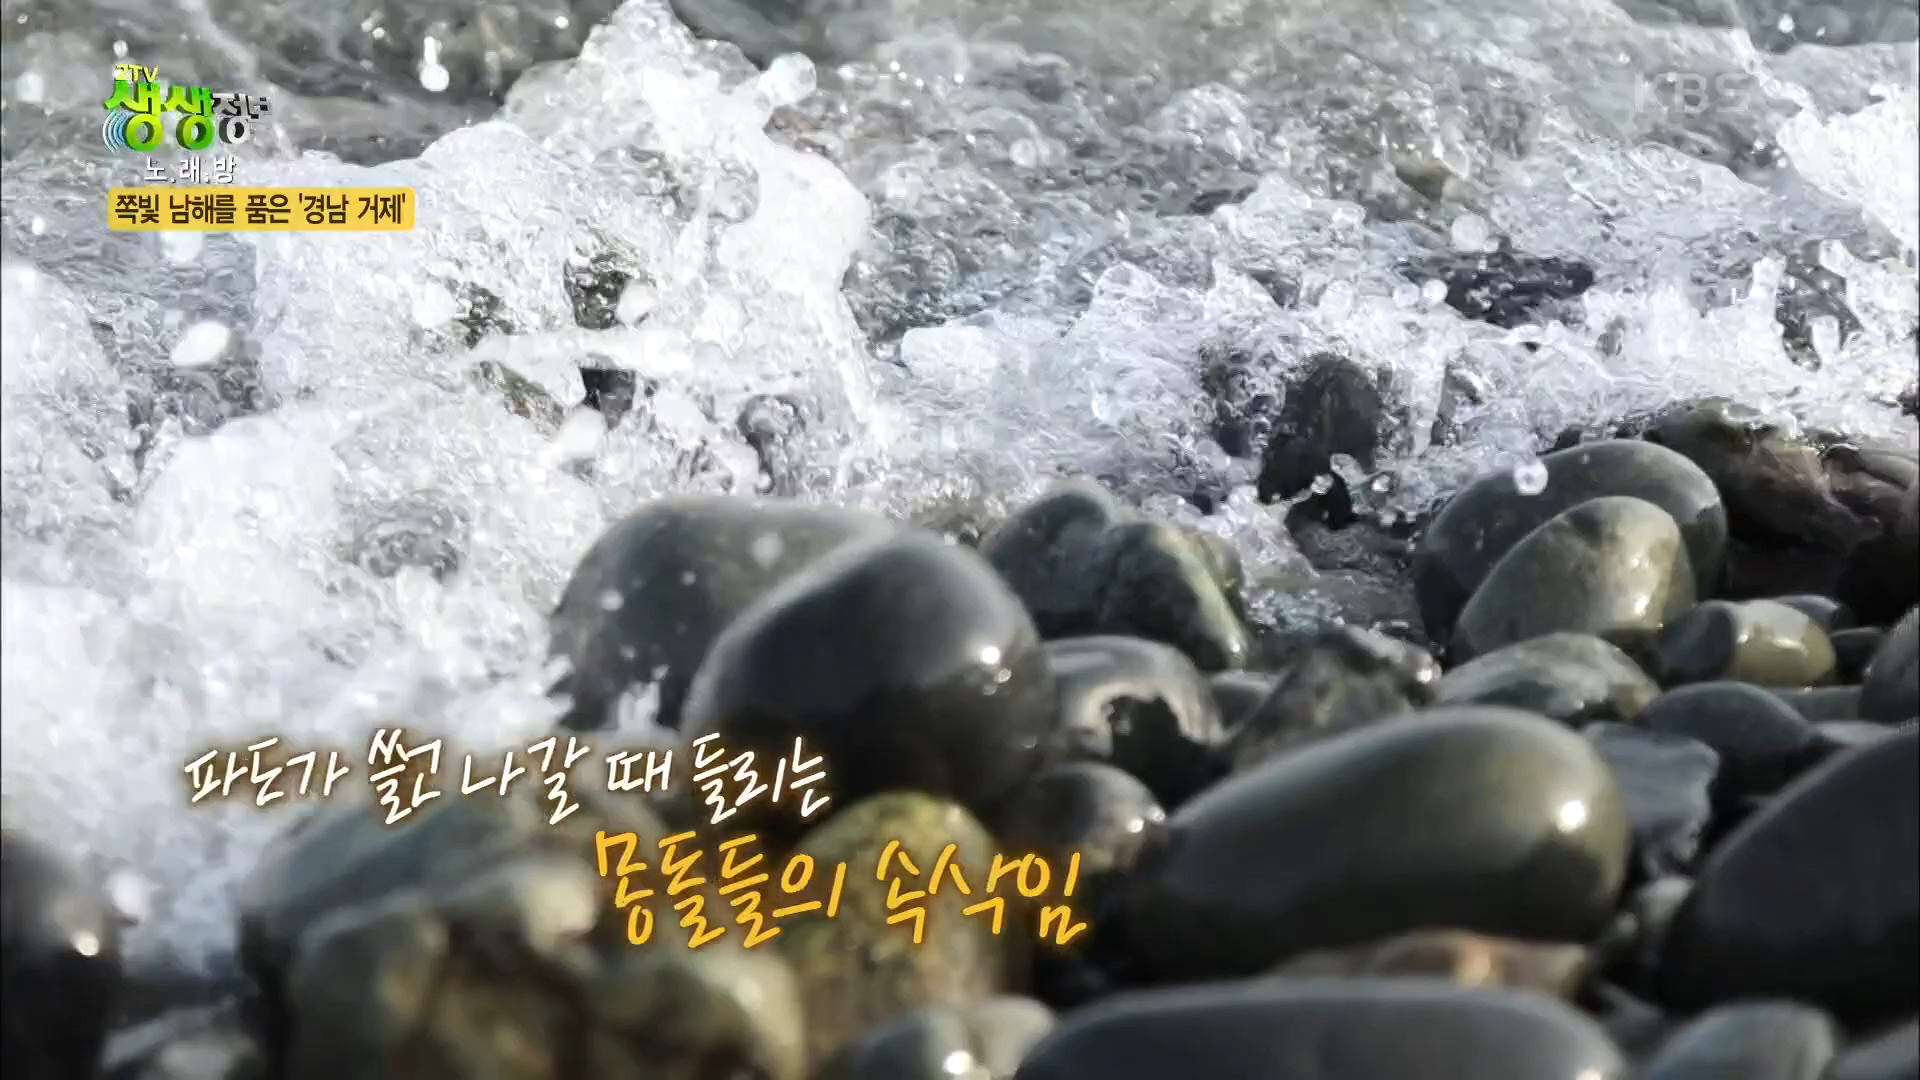 2TV
생생정보
노.래.방
쪽빛 남해를 품은 '경남 거제'
KBS
파도가 쓸고 나갈 때 들리는
몽돌들의 속삭임